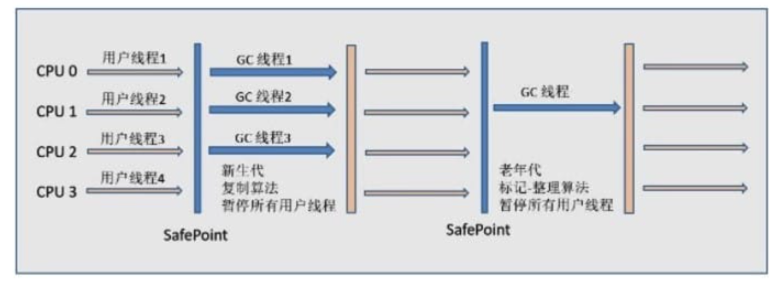 CPU 0 用户线程1
CPU 1 用户线程2
CPU 2 用户线程3
CPU 3 用户线程4
SafePoint
GC 线程1
GC 线程2
GC 线程3
新生代
复制算法
暂停所有用户线程
SafePoint
GC 线程
老年代
标记-整理算法
暂停所有用户线程